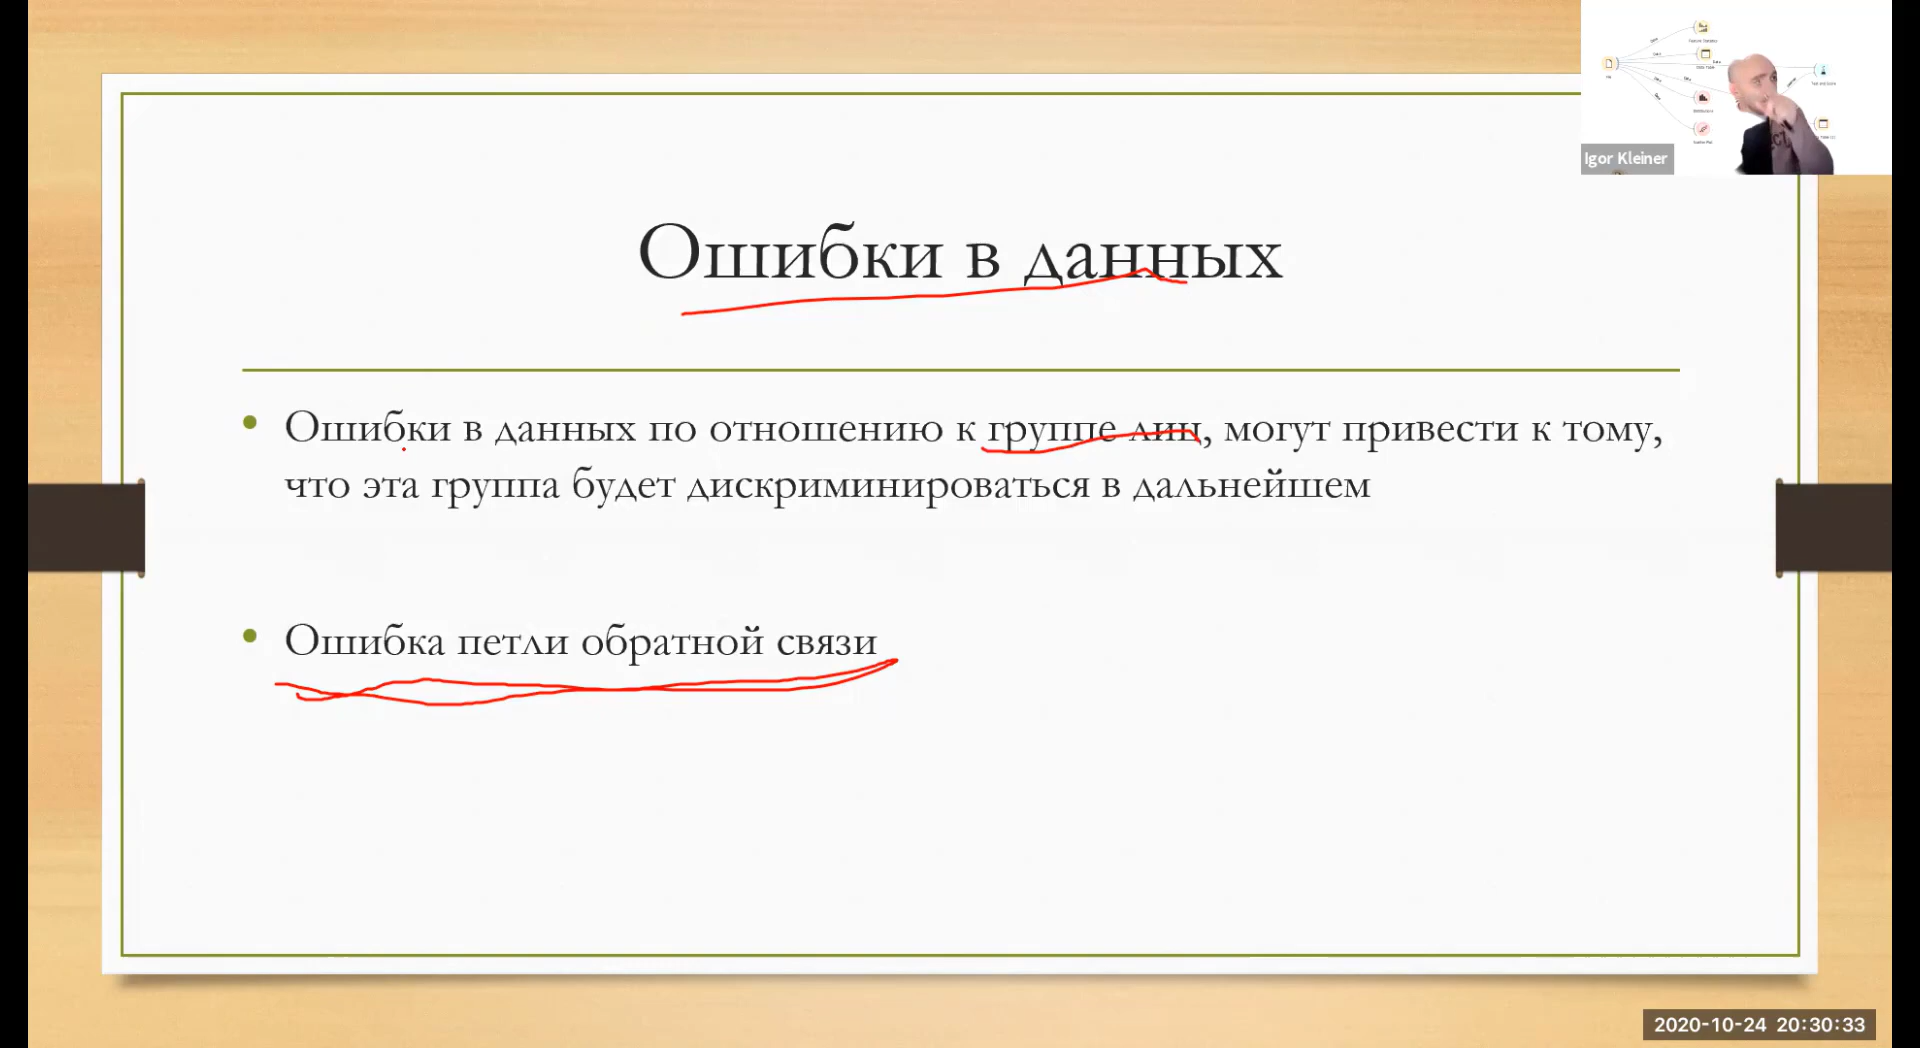 Igor Kleiner
Ошибки в данных
Ошибки в данных по отношению к группе лиц, могут привести к тому,
что эта группа будет дискриминироваться в дальнейшем
Ошибка петли обратной связи
2020-10-24 20:30:33